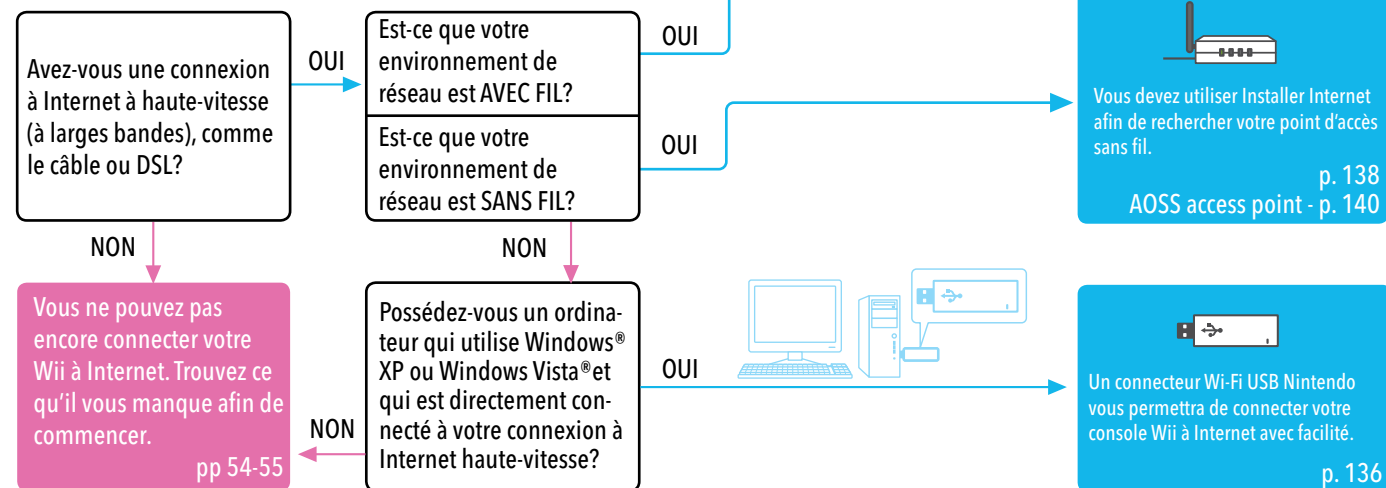 Avez-vous une connexion
à Internet à haute-vitesse
(à larges bandes), comme
le câble ou DSL?
OUI
Est-ce que votre
environnement de
réseau est AVEC FIL?
OUI
Est-ce que votre
environnement de
réseau est SANS FIL?
OUI
Vous devez utiliser Installer Internet
afin de rechercher votre point d'accès
sans fil.
p. 138
AOSS access point - p. 140
NON
NON
Vous ne pouvez pas
encore connecter votre
Wii à Internet. Trouvez ce
qu'il vous manque afin de
commencer.
pp 54-55
NON
Possédez-vous un ordina-
teur qui utilise Windows®
XP ou Windows Vista® et
qui est directement con-
necté à votre connexion à
Internet haute-vitesse?
OUI
Un connecteur Wi-Fi USB Nintendo
vous permettra de connecter votre
console Wii à Internet avec facilité.
p. 136